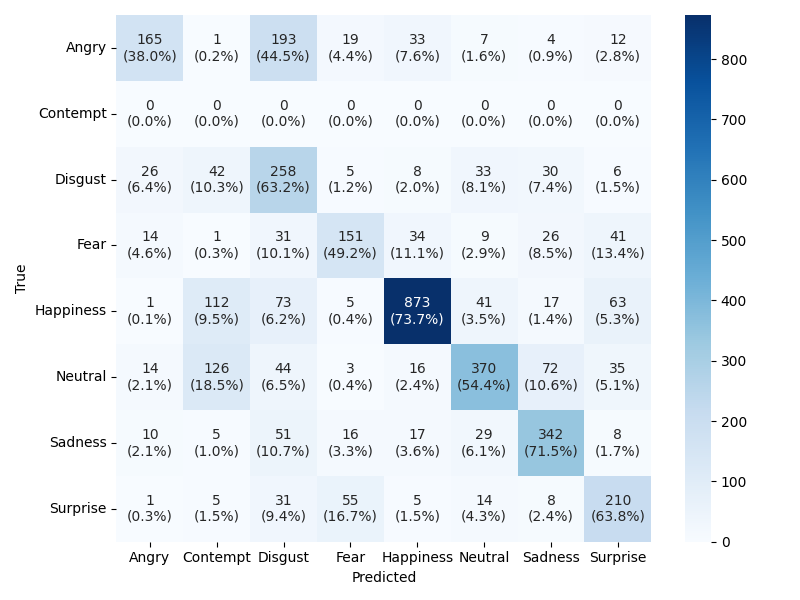 Angry 165 1 193 19 33 7 4 12
(38.0%) (0.2%) (44.5%) (4.4%) (7.6%) (1.6%) (0.9%) (2.8%)
Contempt 0 0 0 0 0 0 0 0
(0.0%) (0.0%) (0.0%) (0.0%) (0.0%) (0.0%) (0.0%) (0.0%)
Disgust 26 42 258 5 8 33 30 6
(6.4%) (10.3%) (63.2%) (1.2%) (2.0%) (8.1%) (7.4%) (1.5%)
Fear 14 1 31 151 34 9 26 41
(4.6%) (0.3%) (10.1%) (49.2%) (11.1%) (2.9%) (8.5%) (13.4%)
Happiness 1 112 73 5 873 41 17 63
(0.1%) (9.5%) (6.2%) (0.4%) (73.7%) (3.5%) (1.4%) (5.3%)
Neutral 14 126 44 3 16 370 72 35
(2.1%) (18.5%) (6.5%) (0.4%) (2.4%) (54.4%) (10.6%) (5.1%)
Sadness 10 5 51 16 17 29 342 8
(2.1%) (1.0%) (10.7%) (3.3%) (3.6%) (6.1%) (71.5%) (1.7%)
Surprise 1 5 31 55 5 14 8 210
(0.3%) (1.5%) (9.4%) (16.7%) (1.5%) (4.3%) (2.4%) (63.8%)
Angry Contempt Disgust Fear Happiness Neutral Sadness Surprise
Predicted
True
800
700
600
500
400
300
200
100
0